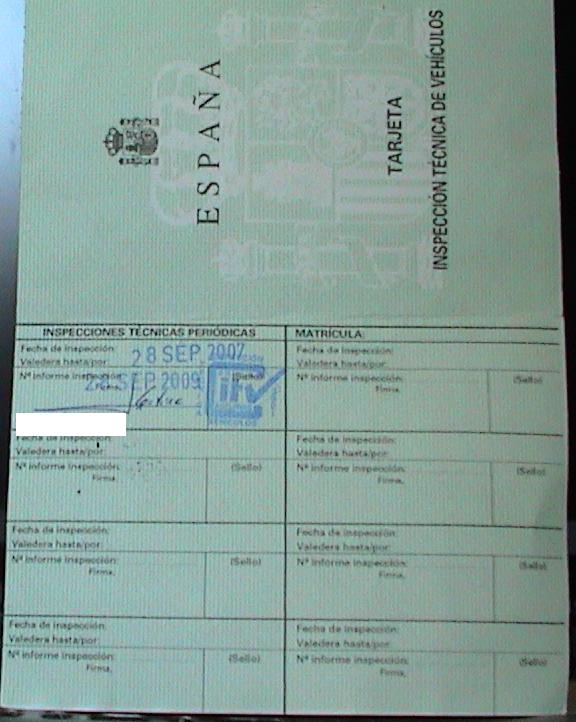 ESPAÑA
TARJETA
INSPECCIÓN TÉCNICA DE VEHÍCULOS
INSPECCIONES TÉCNICAS PERIÓDICAS
MATRÍCULA:
Fecha de inspección:
Valedera hasta/por:
28 SEP. 2007
Nº informe inspección:
Firma,
28 SEP. 2009
(Sello)
itv
VEHICULOS
Fecha de inspección:
Valedera hasta/por:
Nº informe inspección:
Firma,
(Sello)
Fecha de inspección:
Valedera hasta/por:
Nº informe inspección:
Firma,
(Sello)
Fecha de inspección:
Valedera hasta/por:
Nº informe inspección:
Firma,
(Sello)
Fecha de inspección:
Valedera hasta/por:
Nº informe inspección:
Firma,
(Sello)
Fecha de inspección:
Valedera hasta/por:
Nº informe inspección:
Firma,
(Sello)
Fecha de inspección:
Valedera hasta/por:
Nº informe inspección:
Firma,
(Sello)
Fecha de inspección:
Valedera hasta/por:
Nº informe inspección:
Firma,
(Sello)